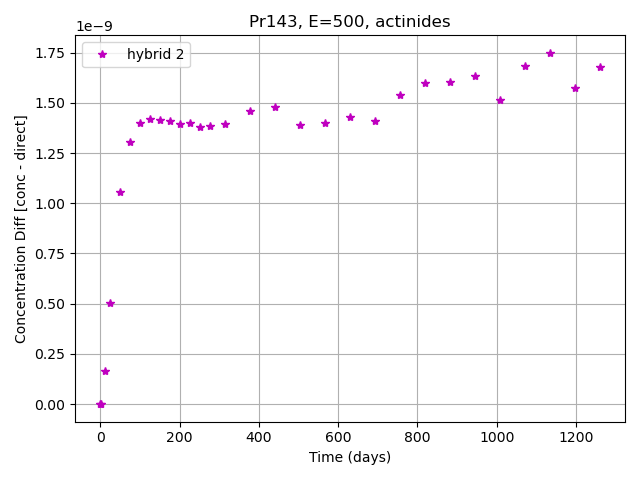 Pr143, E=500, actinides
1e−9
hybrid 2
Concentration Diff [conc - direct]
1.75
1.50
1.25
1.00
0.75
0.50
0.25
0.00
0 200 400 600 800 1000 1200
Time (days)